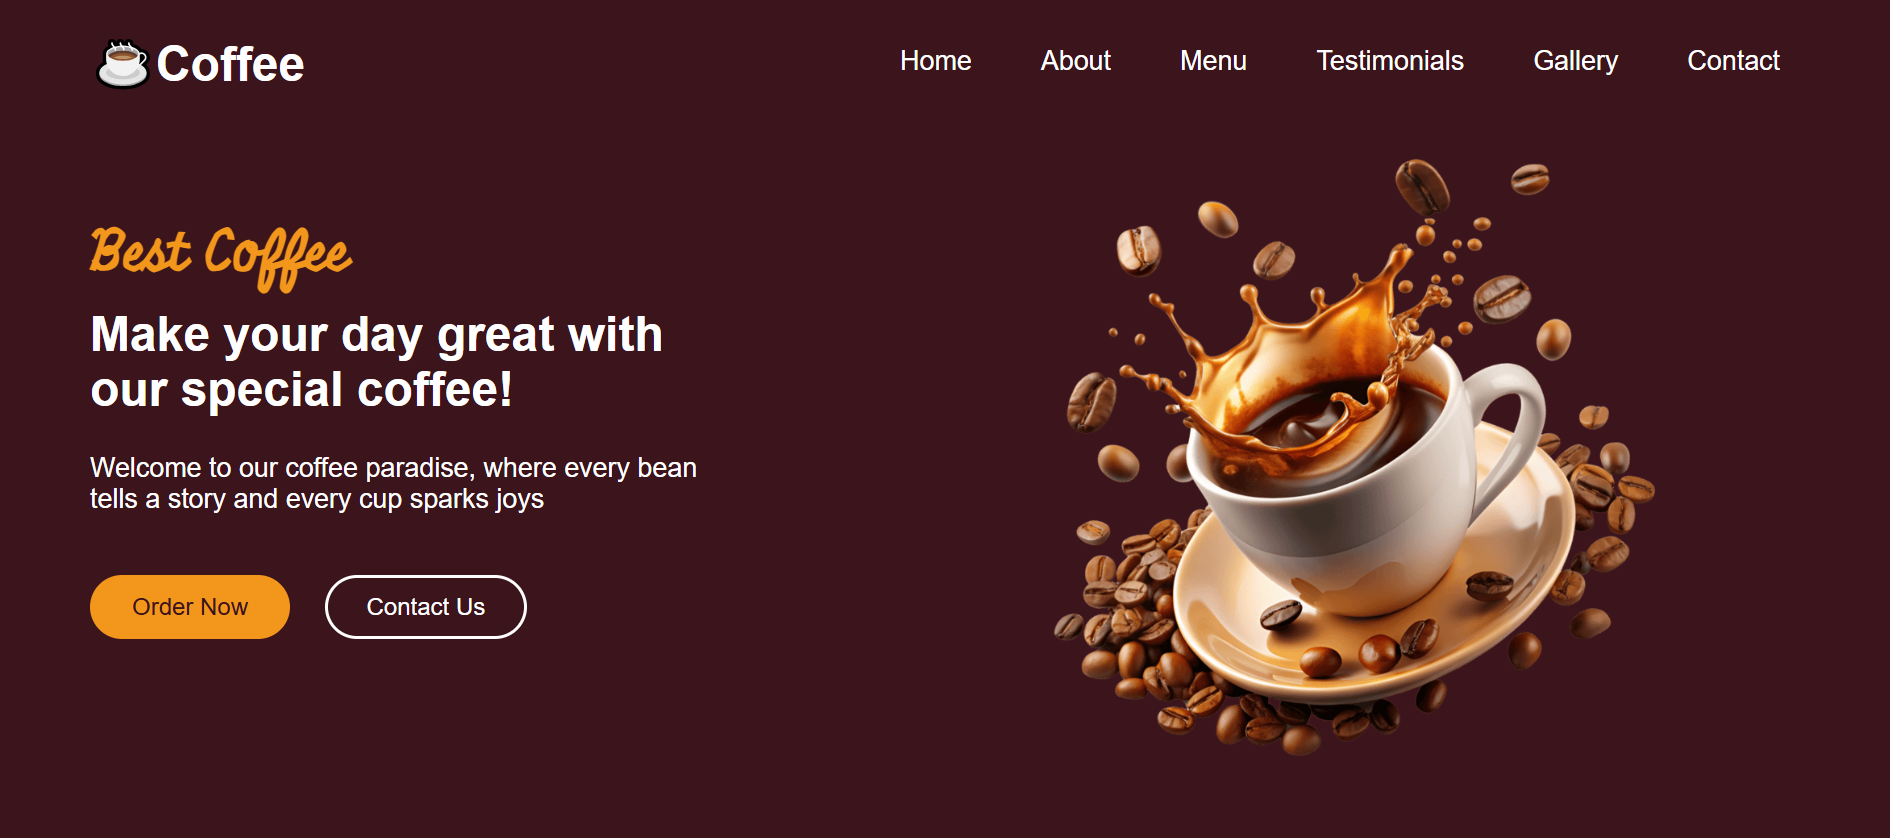 Coffee
Home About Menu Testimonials Gallery Contact
Best Coffee
Make your day great with
our special coffee!
Welcome to our coffee paradise, where every bean
tells a story and every cup sparks joys
Order Now Contact Us